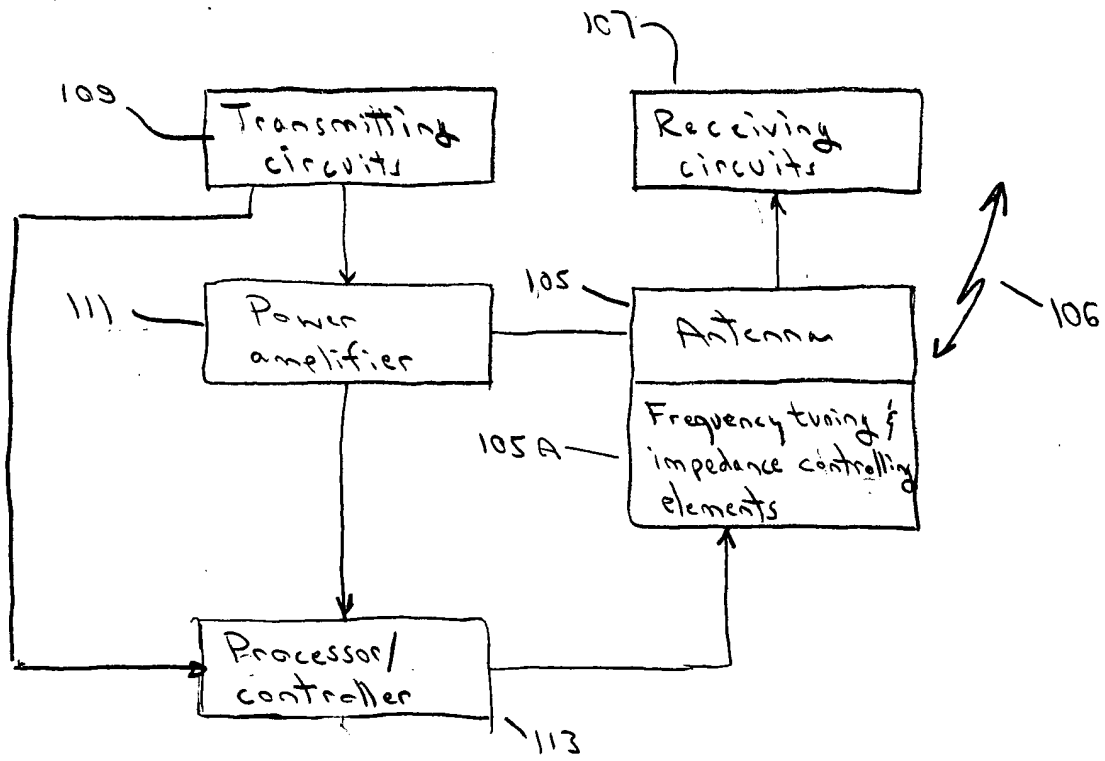 107
109
Transmitting
circuits
Receiving
circuits
111
Power
amplifier
105
Antenna
106
105A
Frequency tuning &
impedance controlling
elements
Processor/
controller
113